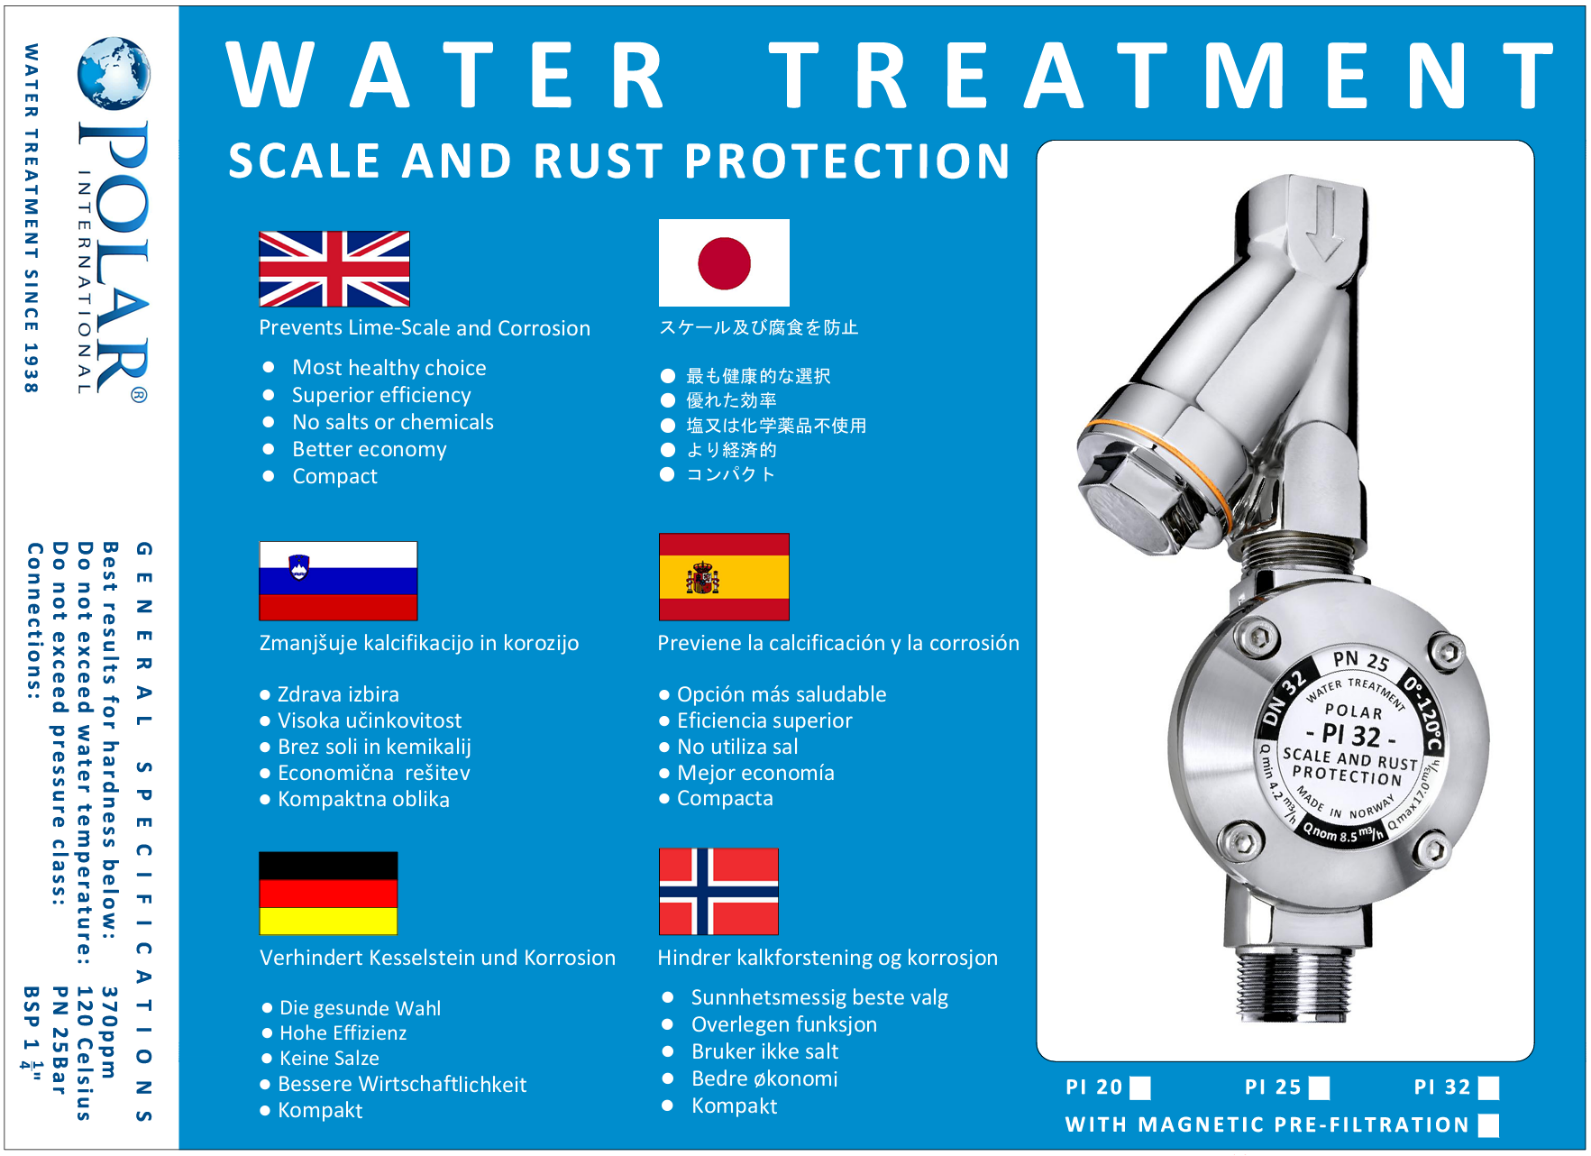 WATER TREATMENT
SCALE AND RUST PROTECTION
Prevents Lime-Scale and Corrosion
● Most healthy choice
● Superior efficiency
● No salts or chemicals
● Better economy
● Compact
スケール及び腐食を防止
● 最も健康的な選択
● 優れた効率
● 塩又は化学薬品不使用
● より経済的
● コンパクト
Zmanjšuje kalcifikacijo in korozijo
● Zdrava izbira
● Visoka učinkovitost
● Brez soli in kemikalij
● Economična rešitev
● Kompaktna oblika
Previene la calcificación y la corrosión
● Opción más saludable
● Eficiencia superior
● No utiliza sal
● Mejor economía
● Compacta
Verhindert Kesselstein und Korrosion
● Die gesunde Wahl
● Hohe Effizienz
● Keine Salze
● Bessere Wirtschaftlichkeit
● Kompakt
Hindrer kalkforstening og korrosjon
● Sunnhetsmessig beste valg
● Overlegen funksjon
● Bruker ikke salt
● Bedre økonomi
● Kompakt
DN 32
PN 25
0°-120°C
WATER TREATMENT
POLAR
- PI 32 -
SCALE AND RUST
PROTECTION
MADE IN NORWAY
Q min 4.2 m³/h
Qnom 8.5 m³/h
Qmax 17.0 m³/h
PI 20
PI 25
PI 32
WITH MAGNETIC PRE-FILTRATION
POLAR®
INTERNATIONAL
WATER TREATMENT SINCE 1938
GENERAL SPECIFICATIONS
Best results for hardness below: 370ppm
Do not exceed water temperature: 120 Celsius
Do not exceed pressure class: PN 25Bar
Connections: BSP 1 1/4"